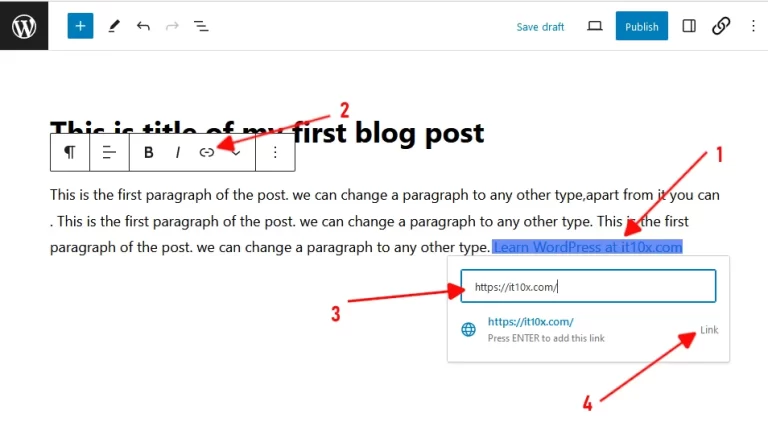 Save draft
Publish
2
This is title of my first blog post
B I
1
This is the first paragraph of the post. we can change a paragraph to any other type,apart from it you can
. This is the first paragraph of the post. we can change a paragraph to any other type. This is the first
paragraph of the post. we can change a paragraph to any other type. Learn WordPress at it10x.com
https://it10x.com/
3
https://it10x.com/
Press ENTER to add this link
Link
4